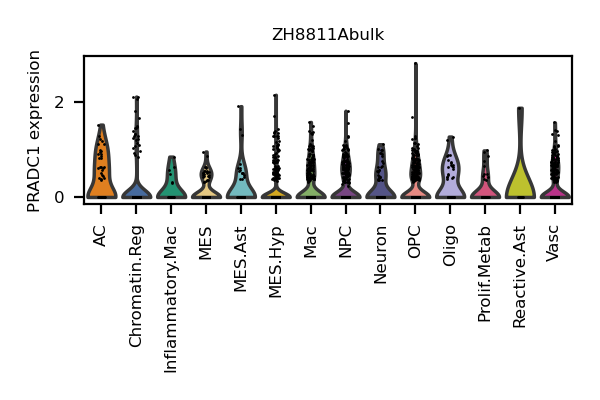 ZH8811Abulk
PRADC1 expression
2
0
AC
Chromatin.Reg
Inflammatory.Mac
MES
MES.Ast
MES.Hyp
Mac
NPC
Neuron
OPC
Oligo
Prolif.Metab
Reactive.Ast
Vasc